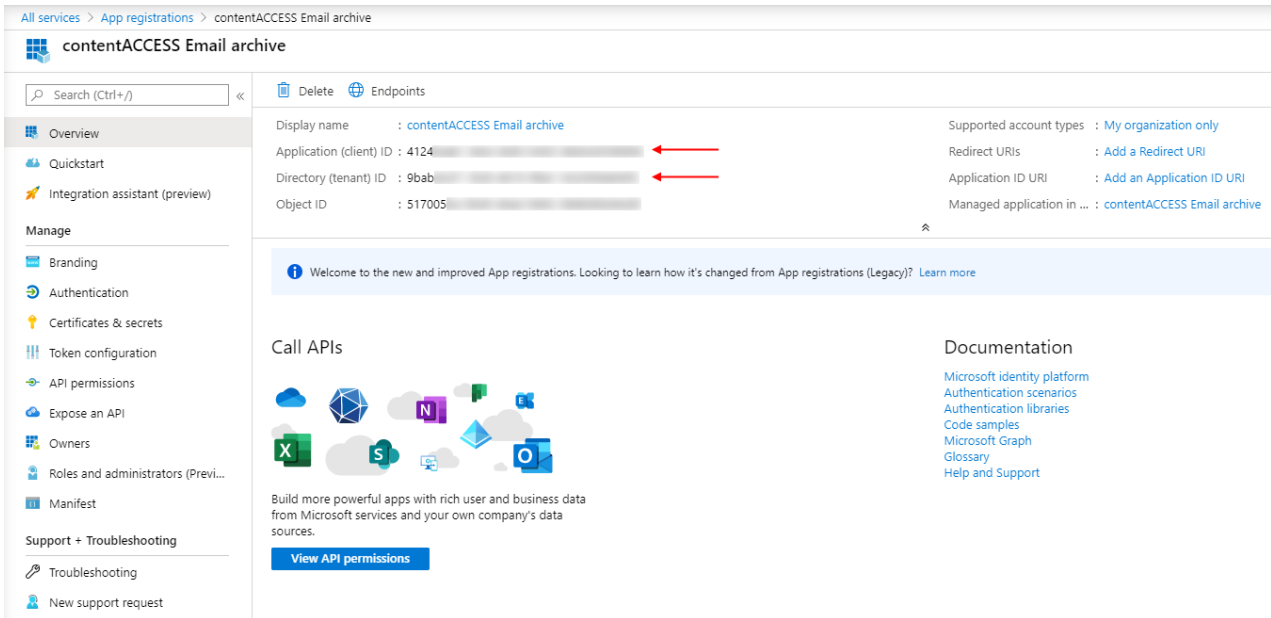 All services > App registrations > contentACCESS Email archive
contentACCESS Email archive
Search (Ctrl+/)
«
Overview
Quickstart
Integration assistant (preview)
Manage
Branding
Authentication
Certificates & secrets
Token configuration
API permissions
Expose an API
Owners
Roles and administrators (Previ...
Manifest
Support + Troubleshooting
Troubleshooting
New support request
Delete
Endpoints
Display name : contentACCESS Email archive
Application (client) ID : 4124
Directory (tenant) ID : 9bab
Object ID : 517005
Supported account types : My organization only
Redirect URIs : Add a Redirect URI
Application ID URI : Add an Application ID URI
Managed application in ... : contentACCESS Email archive
Welcome to the new and improved App registrations. Looking to learn how it's changed from App registrations (Legacy)? Learn more
Call APIs
N
E
X
S
O
Build more powerful apps with rich user and business data
from Microsoft services and your own company's data
sources.
View API permissions
Documentation
Microsoft identity platform
Authentication scenarios
Authentication libraries
Code samples
Microsoft Graph
Glossary
Help and Support